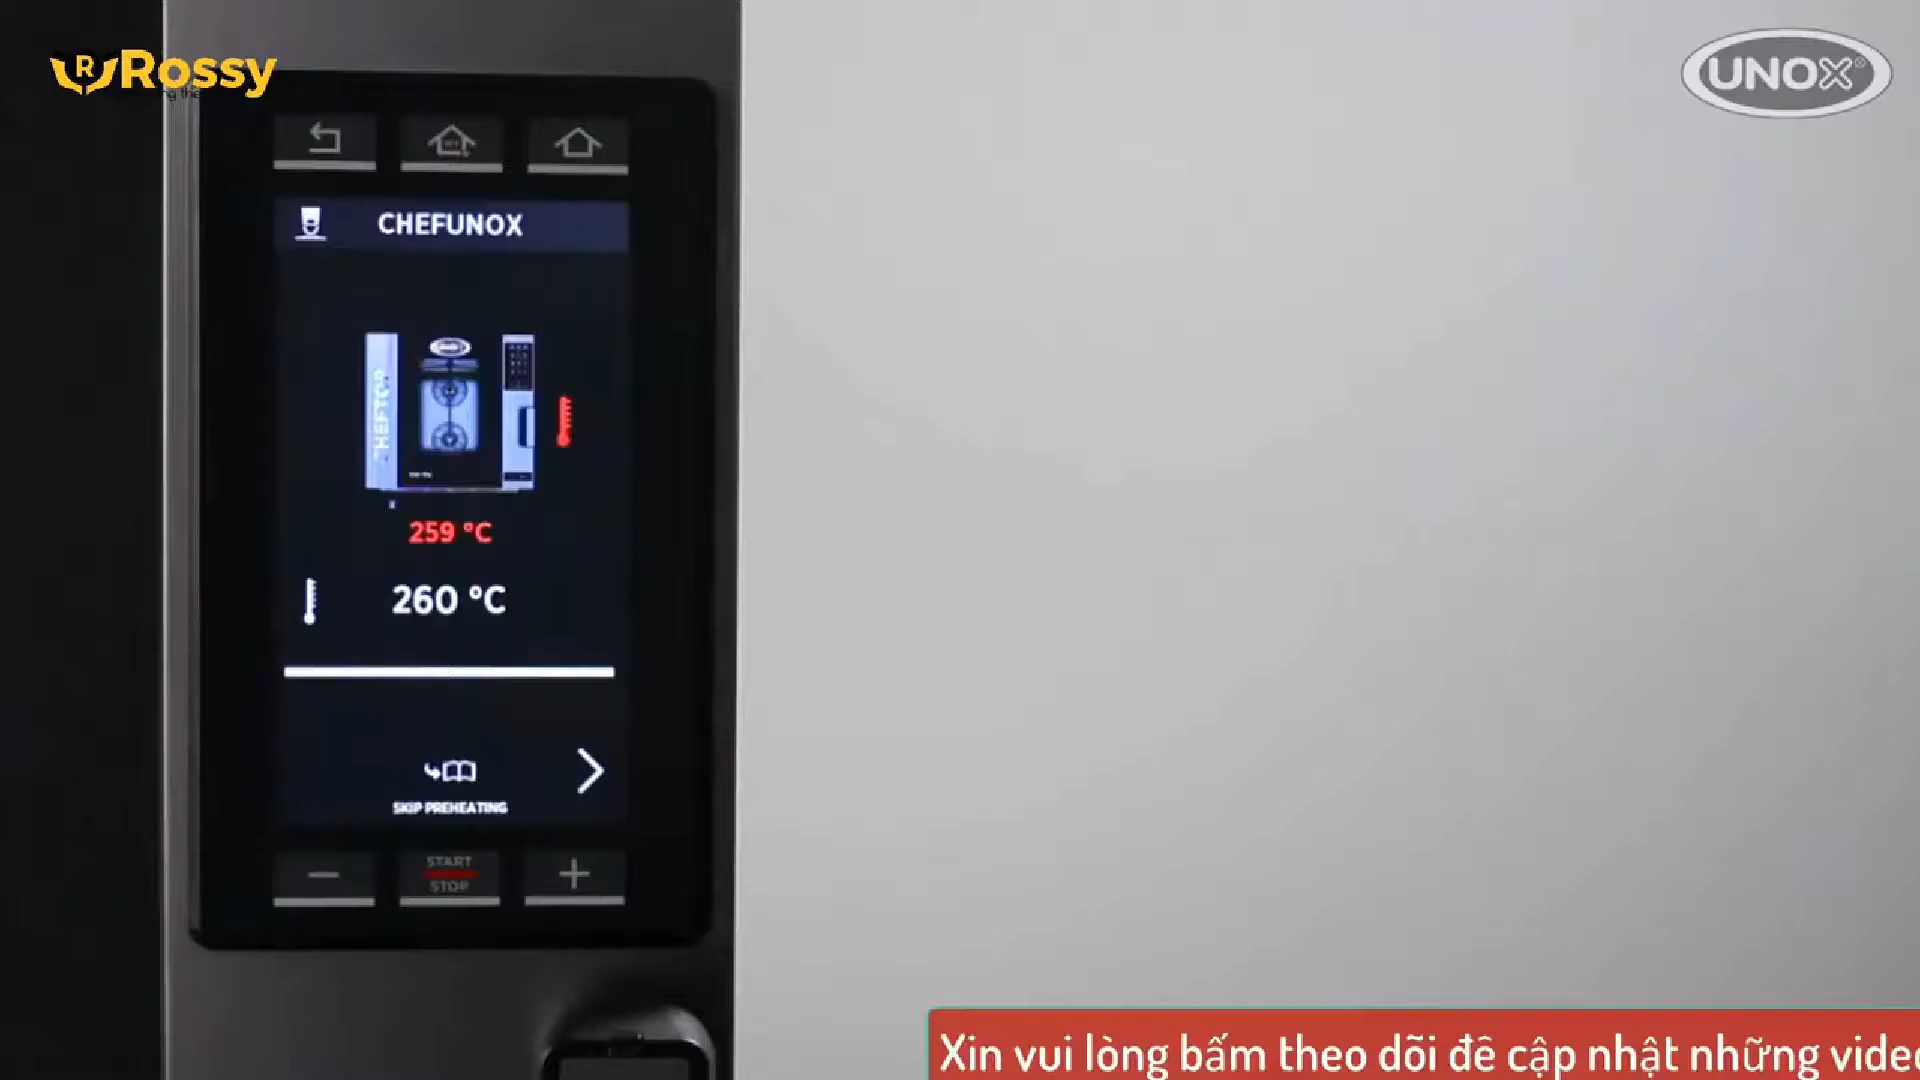 Rossy
UNOX
CHEFUNOX
CHEFTOP
259 °C
260 °C
SKIP PREHEATING
START
STOP
Xin vui lòng bấm theo dõi để cập nhật những video